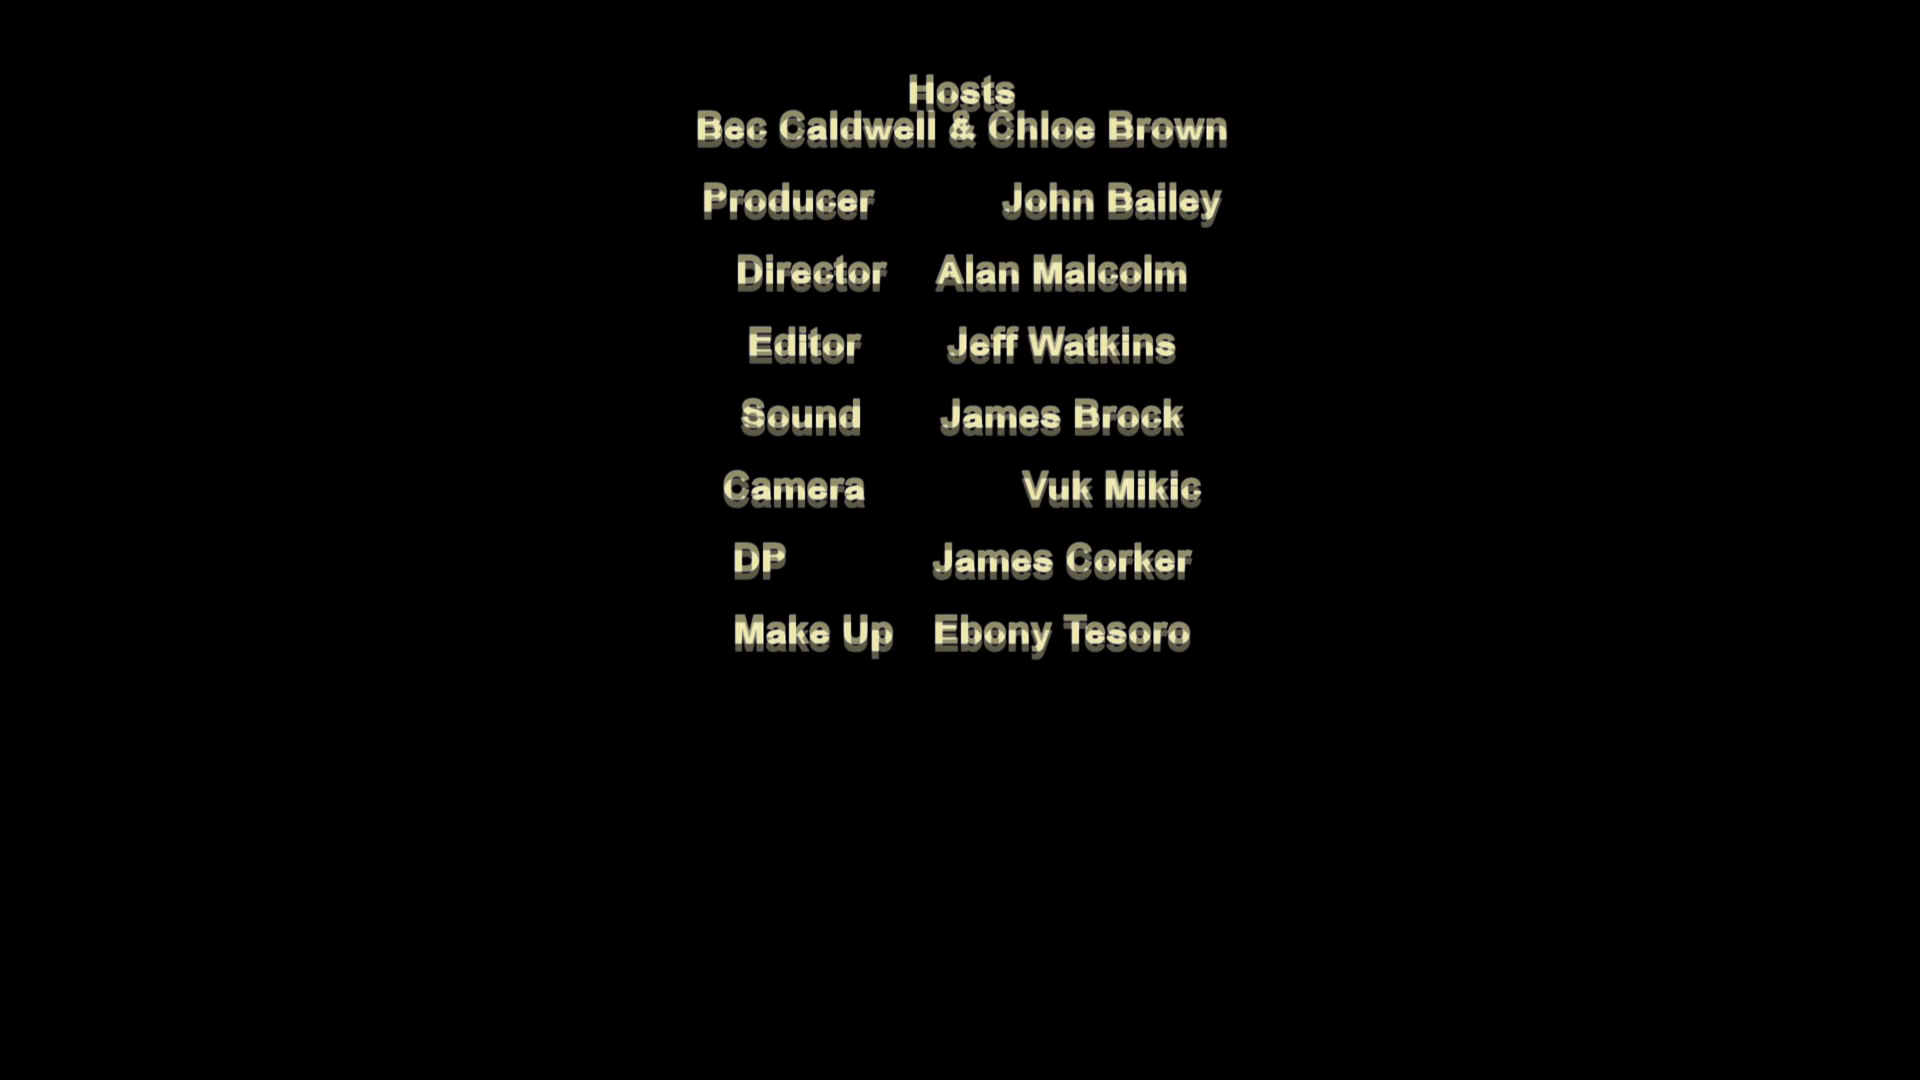 Hosts
Bec Caldwell & Chloe Brown
Producer John Bailey
Director Alan Malcolm
Editor Jeff Watkins
Sound James Brock
Camera Vuk Mikic
DP James Corker
Make Up Ebony Tesoro